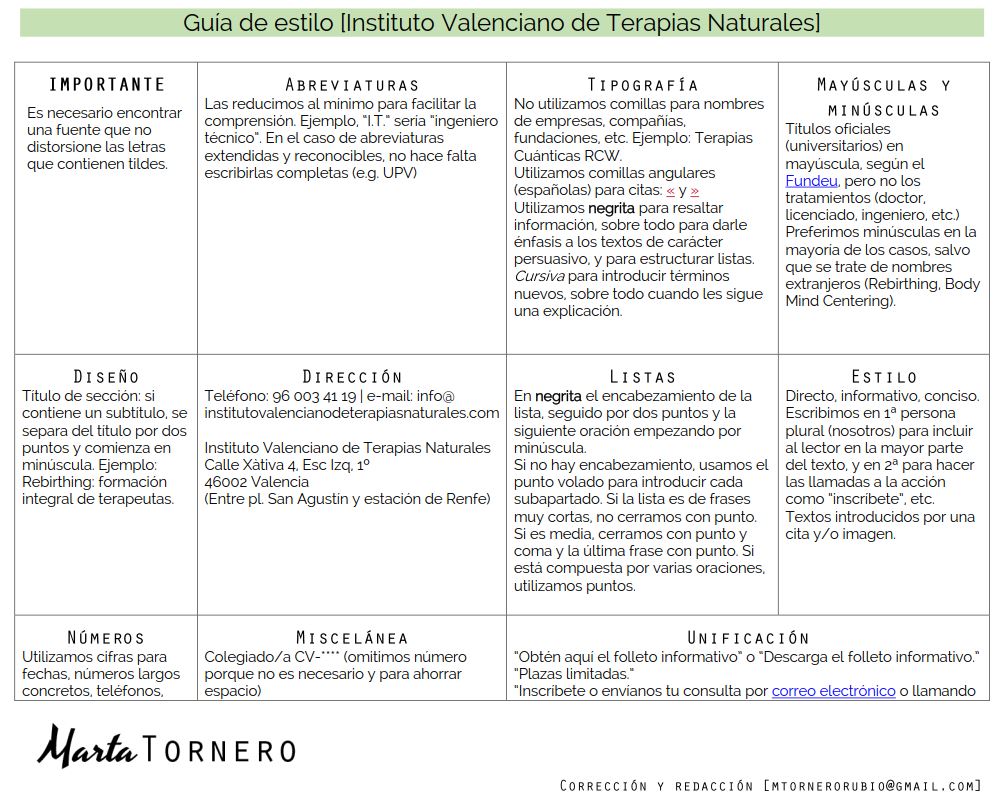 Guía de estilo [Instituto Valenciano de Terapias Naturales]
IMPORTANTE
Es necesario encontrar
una fuente que no
distorsione las letras
que contienen tildes.
ABREVIATURAS
Las reducimos al mínimo para facilitar la
comprensión. Ejemplo, "I.T." sería "ingeniero
técnico". En el caso de abreviaturas
extendidas y reconocibles, no hace falta
escribirlas completas (e.g. UPV)
TIPOGRAFÍA
No utilizamos comillas para nombres
de empresas, compañías,
fundaciones, etc. Ejemplo: Terapias
Cuánticas RCW.
Utilizamos comillas angulares
(españolas) para citas: « y »
Utilizamos negrita para resaltar
información, sobre todo para darle
énfasis a los textos de carácter
persuasivo, y para estructurar listas.
Cursiva para introducir términos
nuevos, sobre todo cuando les sigue
una explicación.
MAYÚSCULAS Y
MINÚSCULAS
Títulos oficiales
(universitarios) en
mayúscula, según el
Fundeu, pero no los
tratamientos (doctor,
licenciado, ingeniero, etc.)
Preferimos minúsculas en la
mayoría de los casos, salvo
que se trate de nombres
extranjeros (Rebirthing, Body
Mind Centering).
DISEÑO
Título de sección: si
contiene un subtítulo, se
separa del título por dos
puntos y comienza en
minúscula. Ejemplo:
Rebirthing: formación
integral de terapeutas.
DIRECCIÓN
Teléfono: 96 003 41 19 | e-mail: info@
institutovalencianodeterapiasnaturales.com
Instituto Valenciano de Terapias Naturales
Calle Xàtiva 4, Esc Izq, 1º
46002 Valencia
(Entre pl. San Agustín y estación de Renfe)
LISTAS
En negrita el encabezamiento de la
lista, seguido por dos puntos y la
siguiente oración empezando por
minúscula.
Si no hay encabezamiento, usamos el
punto volado para introducir cada
subapartado. Si la lista es de frases
muy cortas, no cerramos con punto.
Si es media, cerramos con punto y
coma y la última frase con punto. Si
está compuesta por varias oraciones,
utilizamos puntos.
ESTILO
Directo, informativo, conciso.
Escribimos en 1ª persona
plural (nosotros) para incluir
al lector en la mayor parte
del texto, y en 2ª para hacer
las llamadas a la acción
como "inscríbete", etc.
Textos introducidos por una
cita y/o imagen.
NÚMEROS
Utilizamos cifras para
fechas, números largos
concretos, teléfonos,
MISCELÁNEA
Colegiado/a CV-**** (omitimos número
porque no es necesario y para ahorrar
espacio)
UNIFICACIÓN
"Obtén aquí el folleto informativo" o "Descarga el folleto informativo."
"Plazas limitadas."
"Inscríbete o envíanos tu consulta por correo electrónico o llamando
Marta TORNERO
CORRECCIÓN Y REDACCIÓN [MTORNERORUBIO@GMAIL.COM]